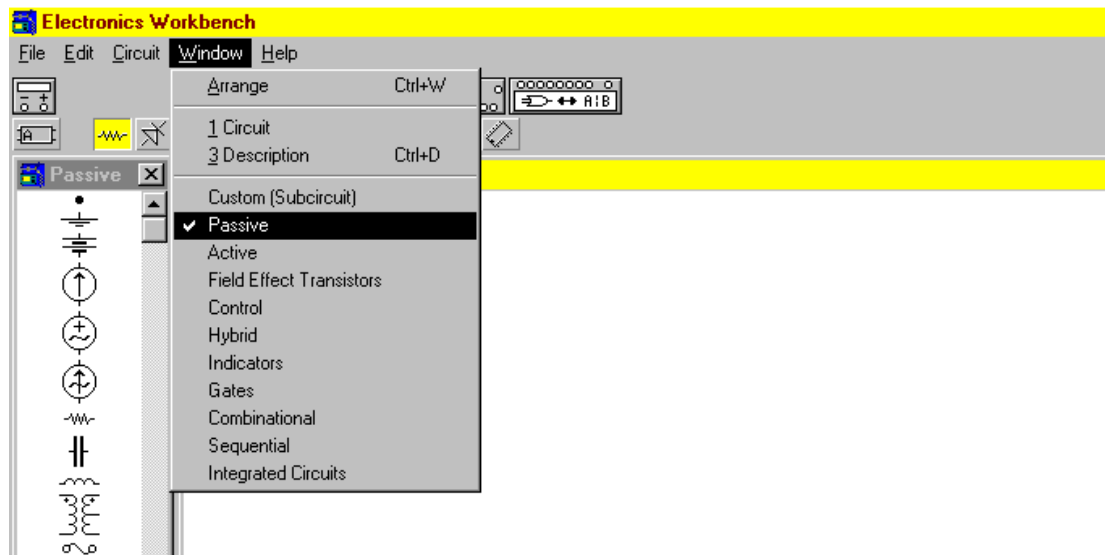 Electronics Workbench
File Edit Circuit Window Help
Arrange Ctrl+W
A|B
A
1 Circuit
3 Description Ctrl+D
Passive
Custom (Subcircuit)
Passive
Active
Field Effect Transistors
Control
Hybrid
Indicators
Gates
Combinational
Sequential
Integrated Circuits